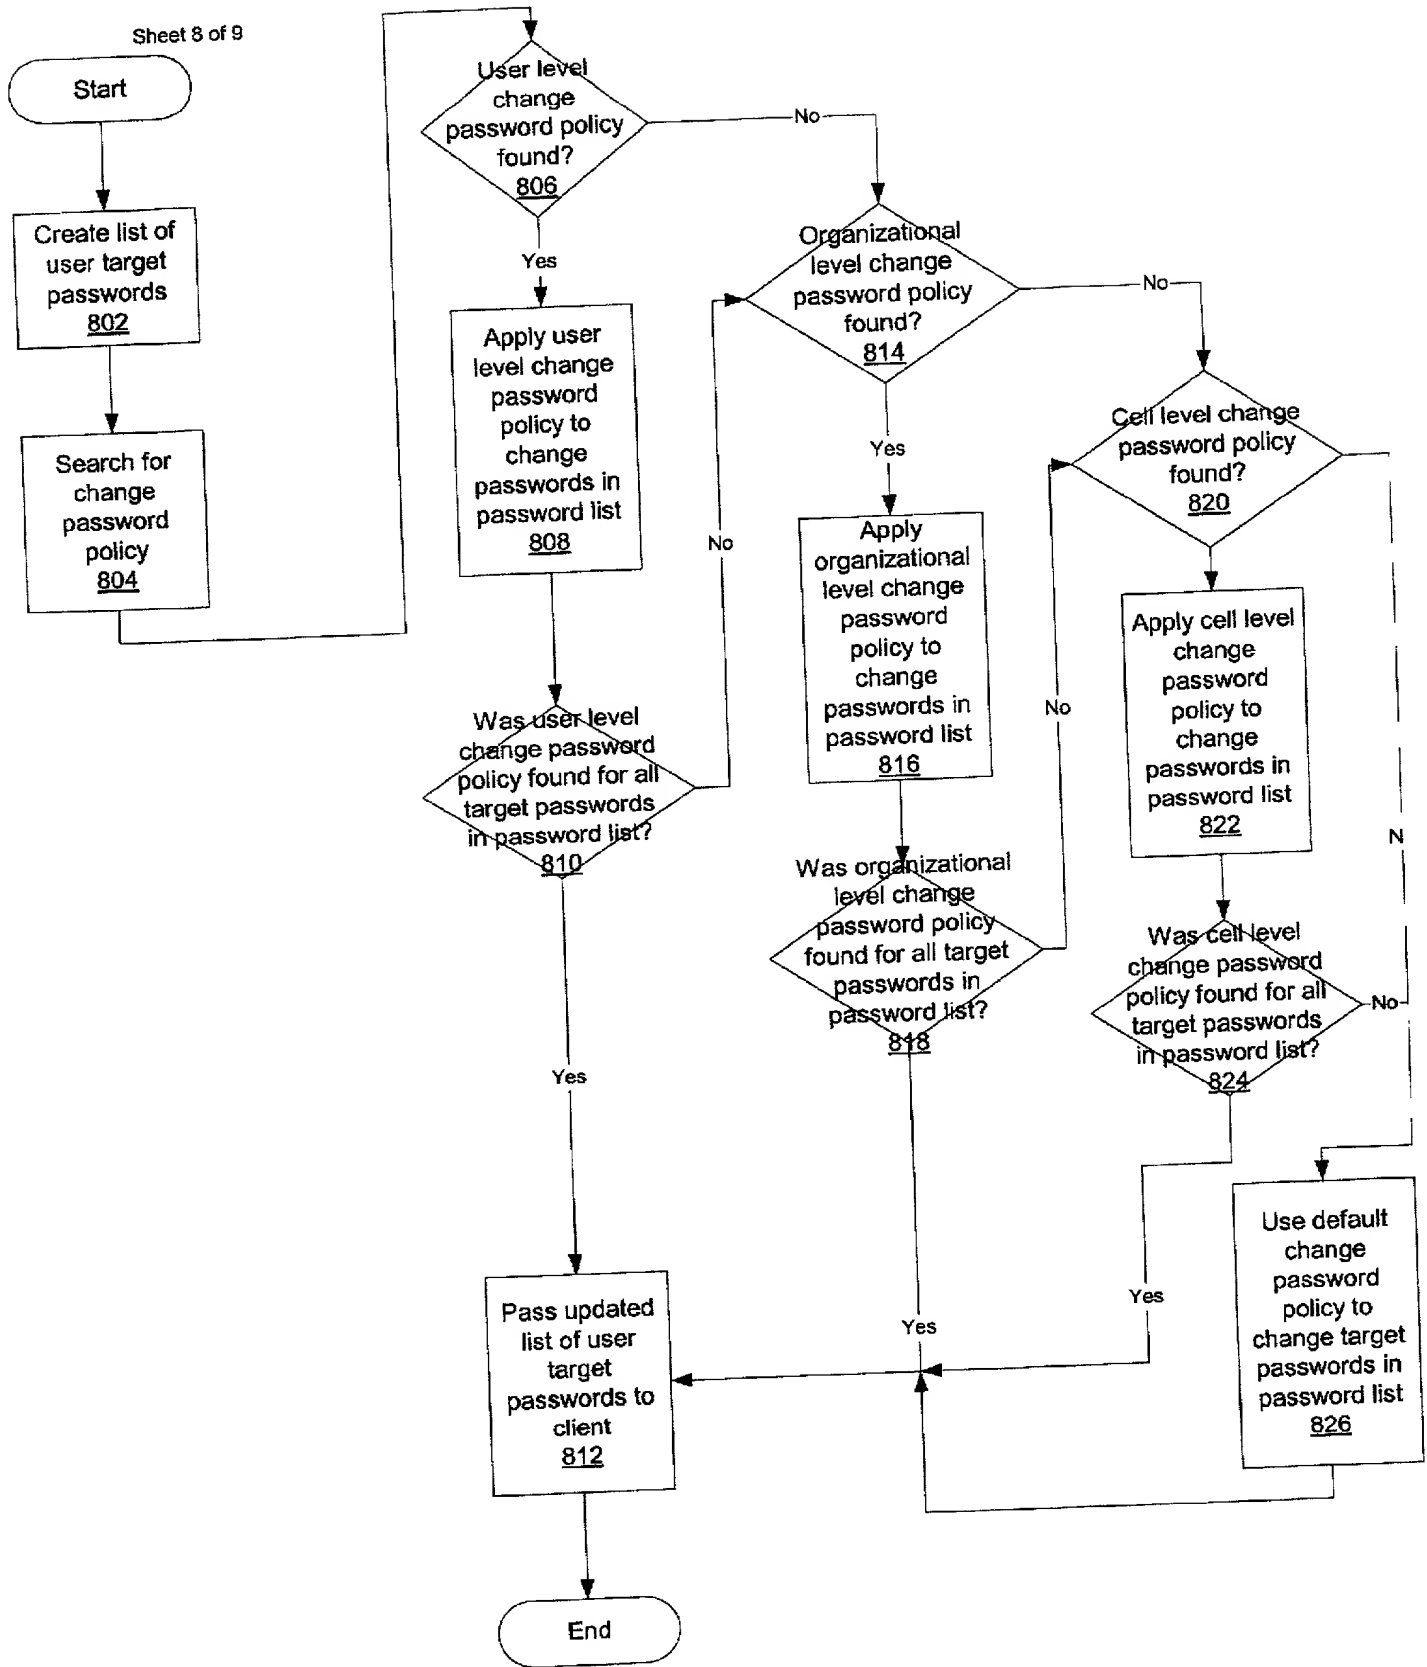 Sheet 8 of 9
Start
Create list of
user target
passwords
802
Search for
change
password
policy
804
User level
change
password policy
found?
806
No
Yes
Apply user
level change
password
policy to
change
passwords in
password list
808
Was user level
change password
policy found for all
target passwords
in password list?
810
No
Yes
Pass updated
list of user
target
passwords to
client
812
End
Organizational
level change
password policy
found?
814
No
Yes
Apply
organizational
level change
password
policy to
change
passwords in
password list
816
Was organizational
level change
password policy
found for all target
passwords in
password list?
818
No
Yes
Cell level change
password policy
found?
820
N
Apply cell level
change
password
policy to
change
passwords in
password list
822
Was cell level
change password
policy found for all
target passwords
in password list?
824
No
Yes
Use default
change
password
policy to
change target
passwords in
password list
826